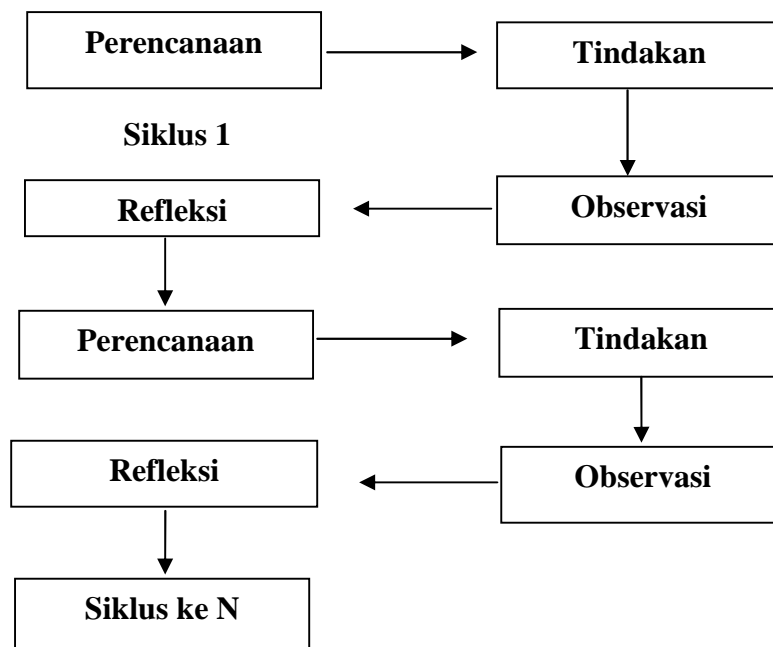 Perencanaan
Tindakan
Siklus 1
Refleksi
Observasi
Perencanaan
Tindakan
Refleksi
Observasi
Siklus ke N